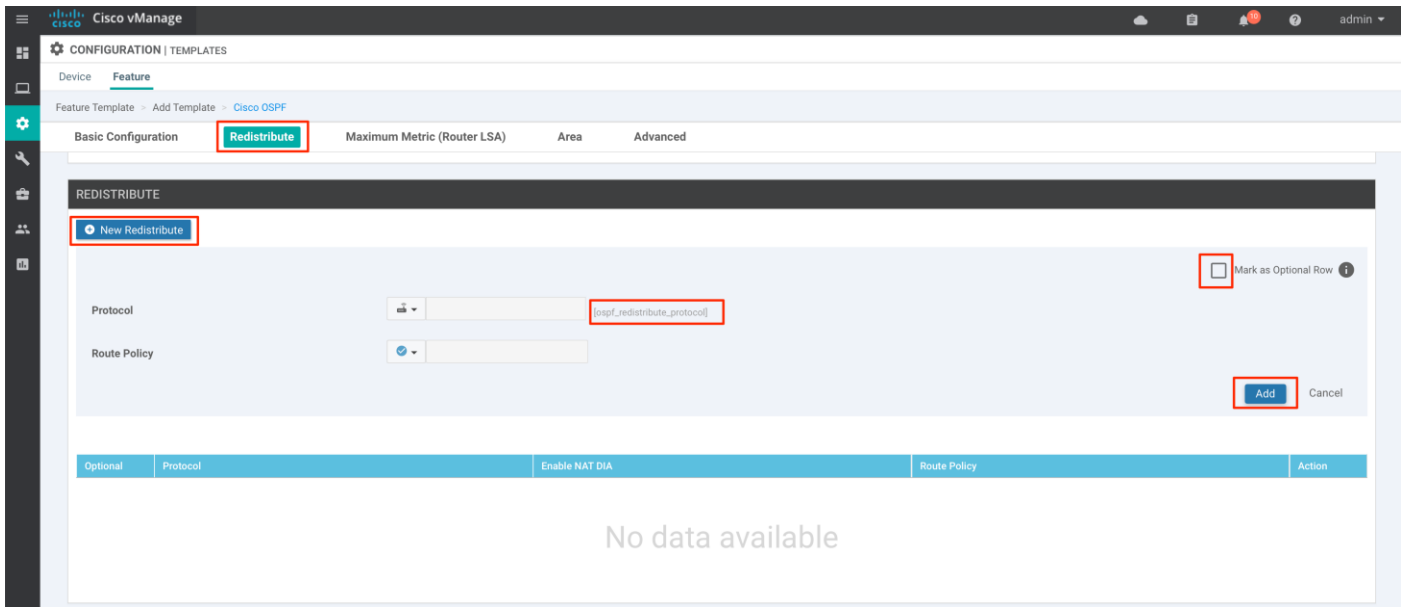 cisco Cisco vManage 10 admin
CONFIGURATION | TEMPLATES
Device Feature
Feature Template > Add Template > Cisco OSPF
Basic Configuration Redistribute Maximum Metric (Router LSA) Area Advanced
REDISTRIBUTE
New Redistribute
Mark as Optional Row
Protocol [ospf_redistribute_protocol]
Route Policy
Add Cancel
Optional Protocol Enable NAT DIA Route Policy Action
No data available